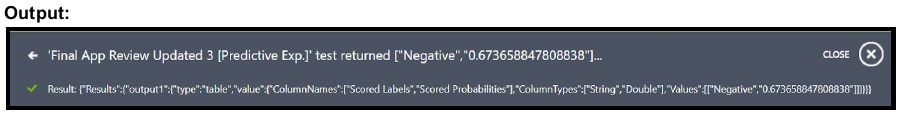 Output:
'Final App Review Updated 3 [Predictive Exp.]' test returned ["Negative","0.673658847808838"]...
CLOSE
Result: {"Results":{"output1":{"type":"table","value":{"ColumnNames":["Scored Labels","Scored Probabilities"],"ColumnTypes":["String","Double"],"Values":[["Negative","0.673658847808838"]]}}}}